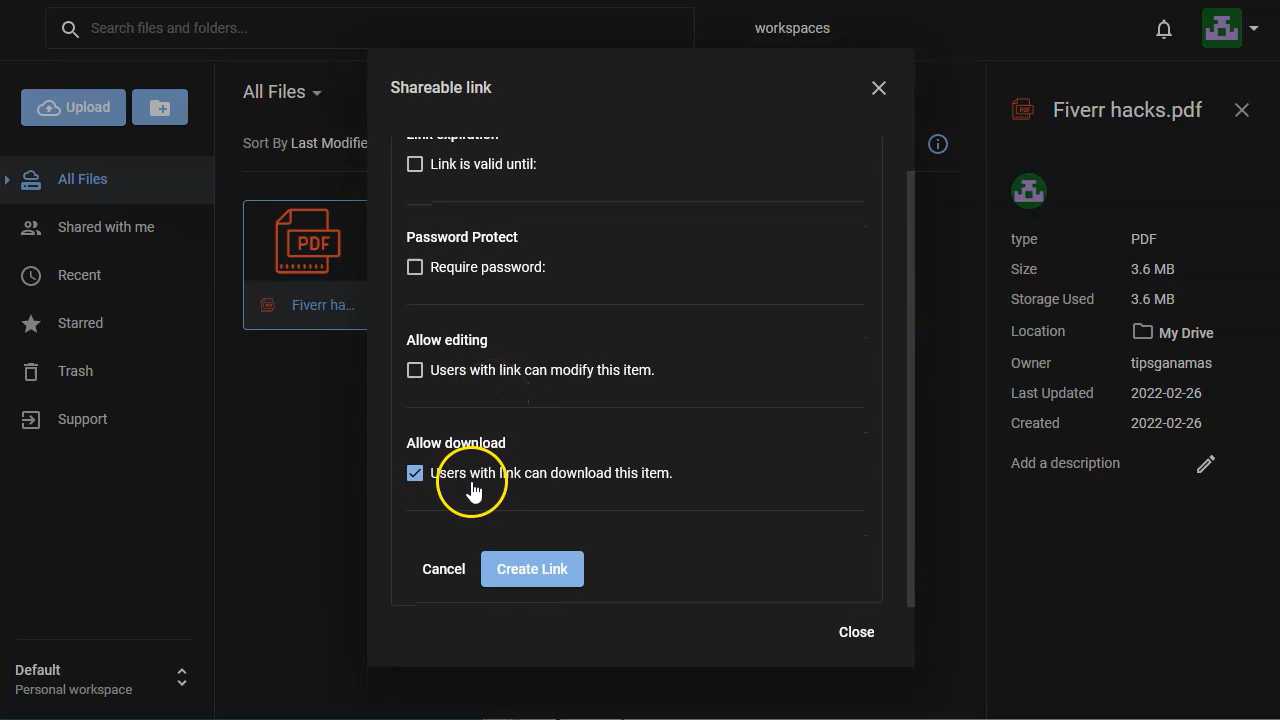 Search files and folders...
workspaces
Upload
All Files
Shared with me
Recent
Starred
Trash
Support
Default
Personal workspace
All Files
Sort By Last Modifie
PDF
Fiverr ha...
Shareable link
Link expiration
Link is valid until:
Password Protect
Require password:
Allow editing
Users with link can modify this item.
Allow download
Users with link can download this item.
Cancel
Create Link
Close
PDF
Fiverr hacks.pdf
type PDF
Size 3.6 MB
Storage Used 3.6 MB
Location My Drive
Owner tipsganamas
Last Updated 2022-02-26
Created 2022-02-26
Add a description